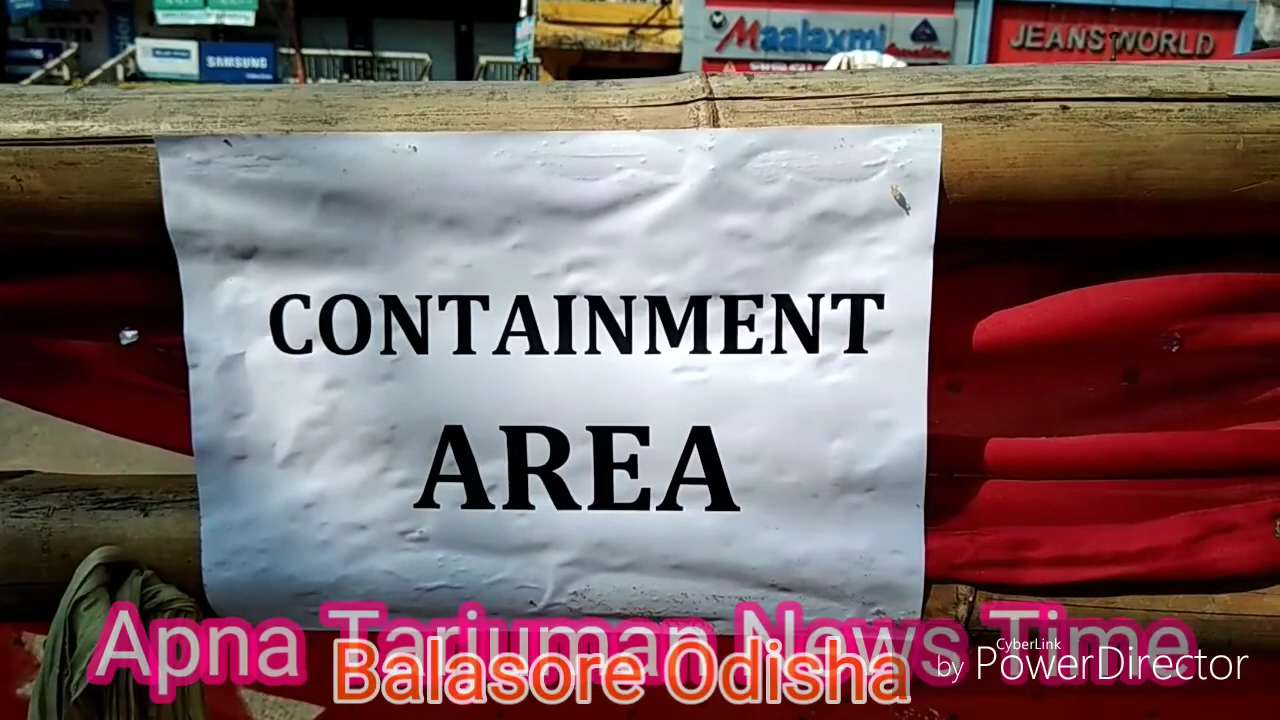 SAMSUNG
Maalaxmi
JEANS WORLD
CONTAINMENT
AREA
Apna Tarjuman News Time
Balasore Odisha
CyberLink
by PowerDirector